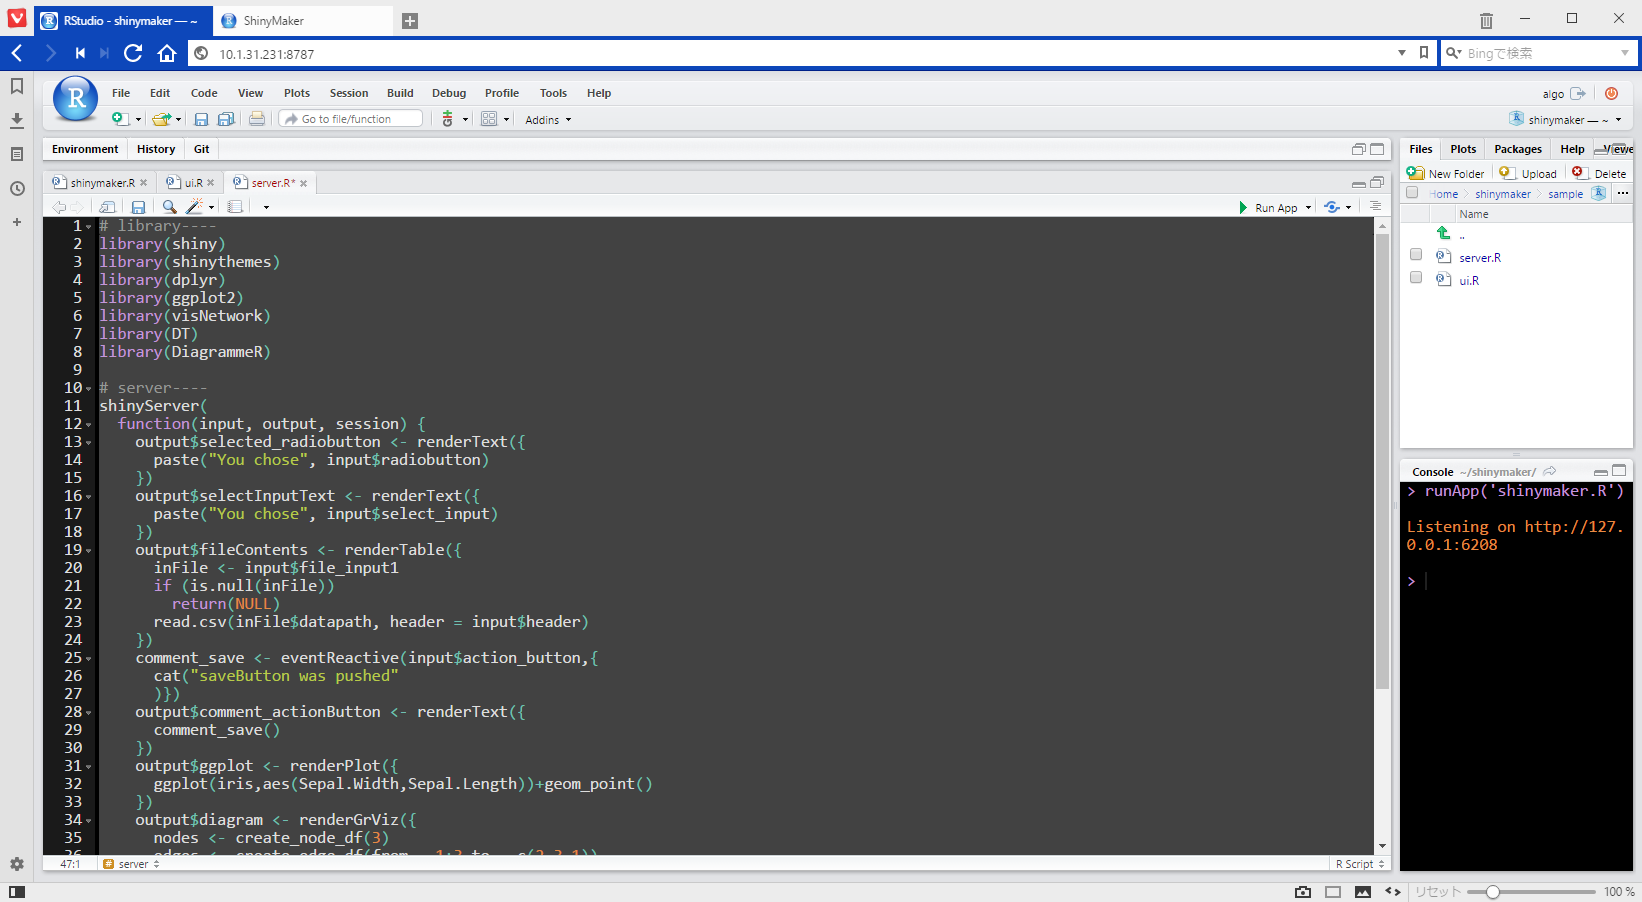 RStudio - shinymaker — ~
ShinyMaker
10.1.31.231:8787
Bingで検索
R
File Edit Code View Plots Session Build Debug Profile Tools Help
algo
Go to file/function
Addins
shinymaker — ~
Environment History Git
shinymaker.R ui.R server.R*
Run App
1 # library----
2 library(shiny)
3 library(shinythemes)
4 library(dplyr)
5 library(ggplot2)
6 library(visNetwork)
7 library(DT)
8 library(DiagrammeR)
9
10 # server----
11 shinyServer(
12 function(input, output, session) {
13 output$selected_radiobutton <- renderText({
14 paste("You chose", input$radiobutton)
15 })
16 output$selectInputText <- renderText({
17 paste("You chose", input$select_input)
18 })
19 output$fileContents <- renderTable({
20 inFile <- input$file_input1
21 if (is.null(inFile))
22 return(NULL)
23 read.csv(inFile$datapath, header = input$header)
24 })
25 comment_save <- eventReactive(input$action_button,{
26 cat("saveButton was pushed"
27 )})
28 output$comment_actionButton <- renderText({
29 comment_save()
30 })
31 output$ggplot <- renderPlot({
32 ggplot(iris,aes(Sepal.Width,Sepal.Length))+geom_point()
33 })
34 output$diagram <- renderGrViz({
35 nodes <- create_node_df(3)
47:1 # server
R Script
Files Plots Packages Help
New Folder Upload Delete
Home shinymaker sample
Name
..
server.R
ui.R
Console ~/shinymaker/
> runApp('shinymaker.R')
Listening on http://127.
0.0.1:6208
>
リセット 100 %